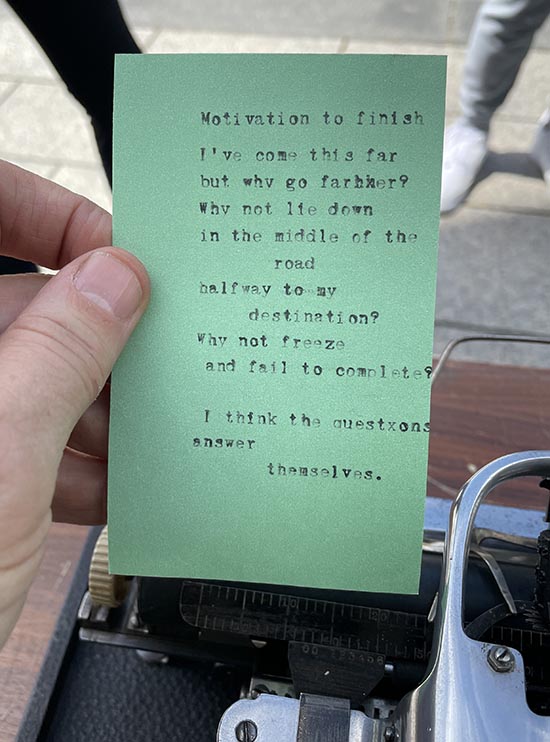 Motivation to finish
I've come this far
but why go farhker?
Why not lie down
in the middle of the
road
halfway to my
destination?
Why not freeze
and fail to complete?
I think the questxons
answer
themselves.